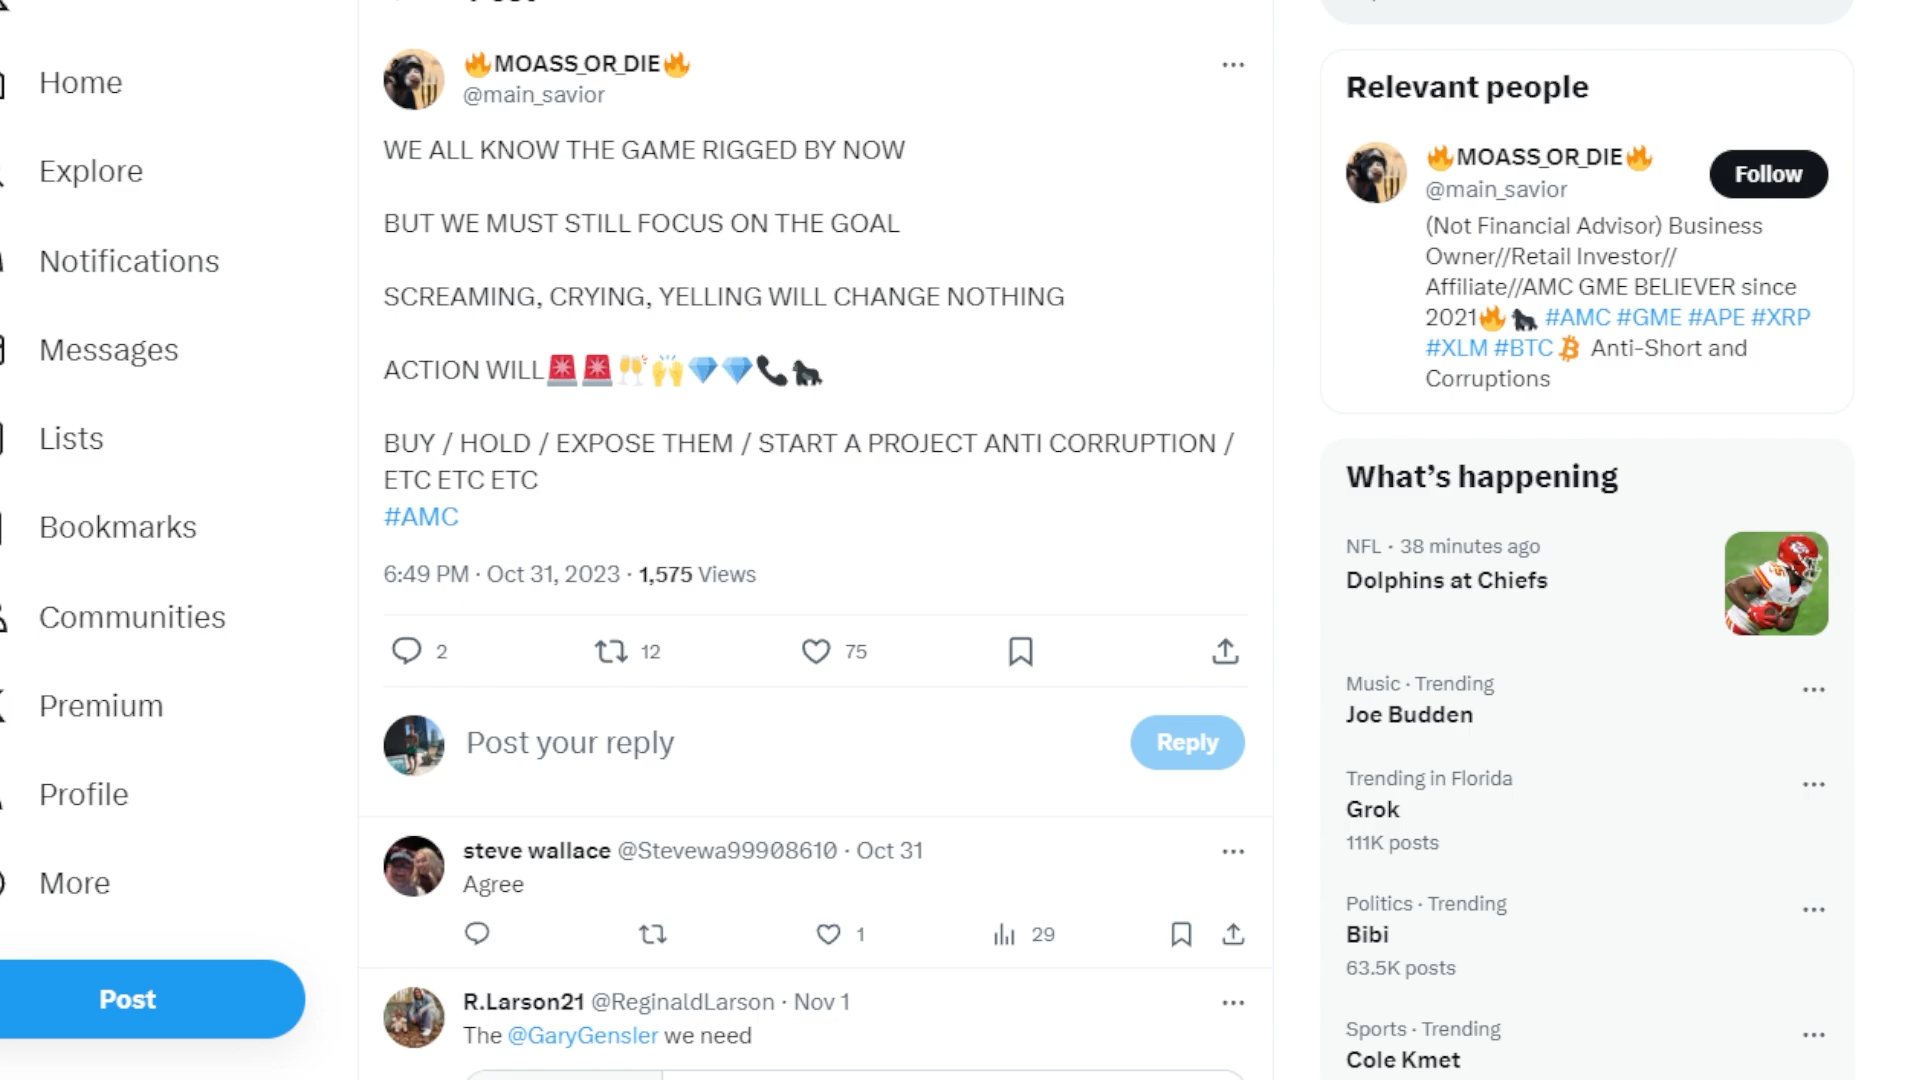 Home
Explore
Notifications
Messages
Lists
Bookmarks
Communities
Premium
Profile
More
Post
🔥MOASS_OR_DIE🔥
@main_savior
WE ALL KNOW THE GAME RIGGED BY NOW
BUT WE MUST STILL FOCUS ON THE GOAL
SCREAMING, CRYING, YELLING WILL CHANGE NOTHING
ACTION WILL🚨🚨🥂🙌💎💎📞🦍
BUY / HOLD / EXPOSE THEM / START A PROJECT ANTI CORRUPTION /
ETC ETC ETC
#AMC
6:49 PM · Oct 31, 2023 · 1,575 Views
2 12 75
Post your reply
Reply
steve wallace @Stevewa99908610 · Oct 31
Agree
1 29
R.Larson21 @ReginaldLarson · Nov 1
The @GaryGensler we need
Relevant people
🔥MOASS_OR_DIE🔥
@main_savior
Follow
(Not Financial Advisor) Business
Owner//Retail Investor//
Affiliate//AMC GME BELIEVER since
2021🔥🦍 #AMC #GME #APE #XRP
#XLM #BTC Anti-Short and
Corruptions
What’s happening
NFL · 38 minutes ago
Dolphins at Chiefs
Music · Trending
Joe Budden
Trending in Florida
Grok
111K posts
Politics · Trending
Bibi
63.5K posts
Sports · Trending
Cole Kmet